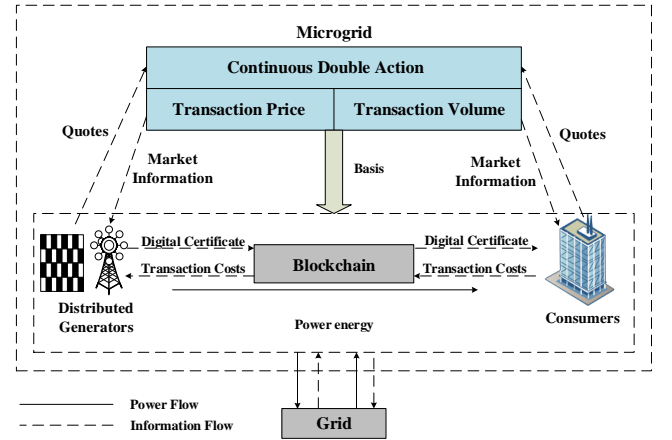 Microgrid
Continuous Double Action
Transaction Price
Transaction Volume
Quotes
Quotes
Market
Information
Basis
Market
Information
Digital Certificate
Digital Certificate
Blockchain
Transaction Costs
Transaction Costs
Distributed
Generators
Consumers
Power energy
Power Flow
Information Flow
Grid